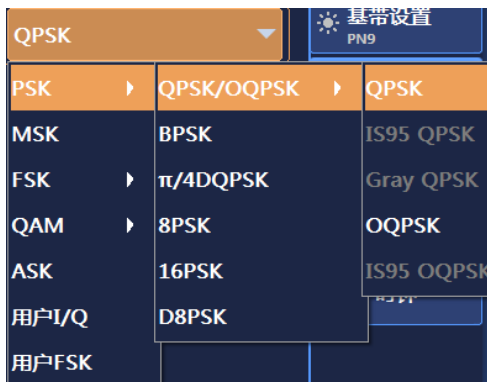 QPSK
基带设置
PN9
PSK
MSK
FSK
QAM
ASK
用户I/Q
用户FSK
QPSK/OQPSK
BPSK
π/4DQPSK
8PSK
16PSK
D8PSK
QPSK
IS95 QPSK
Gray QPSK
OQPSK
IS95 OQPSK